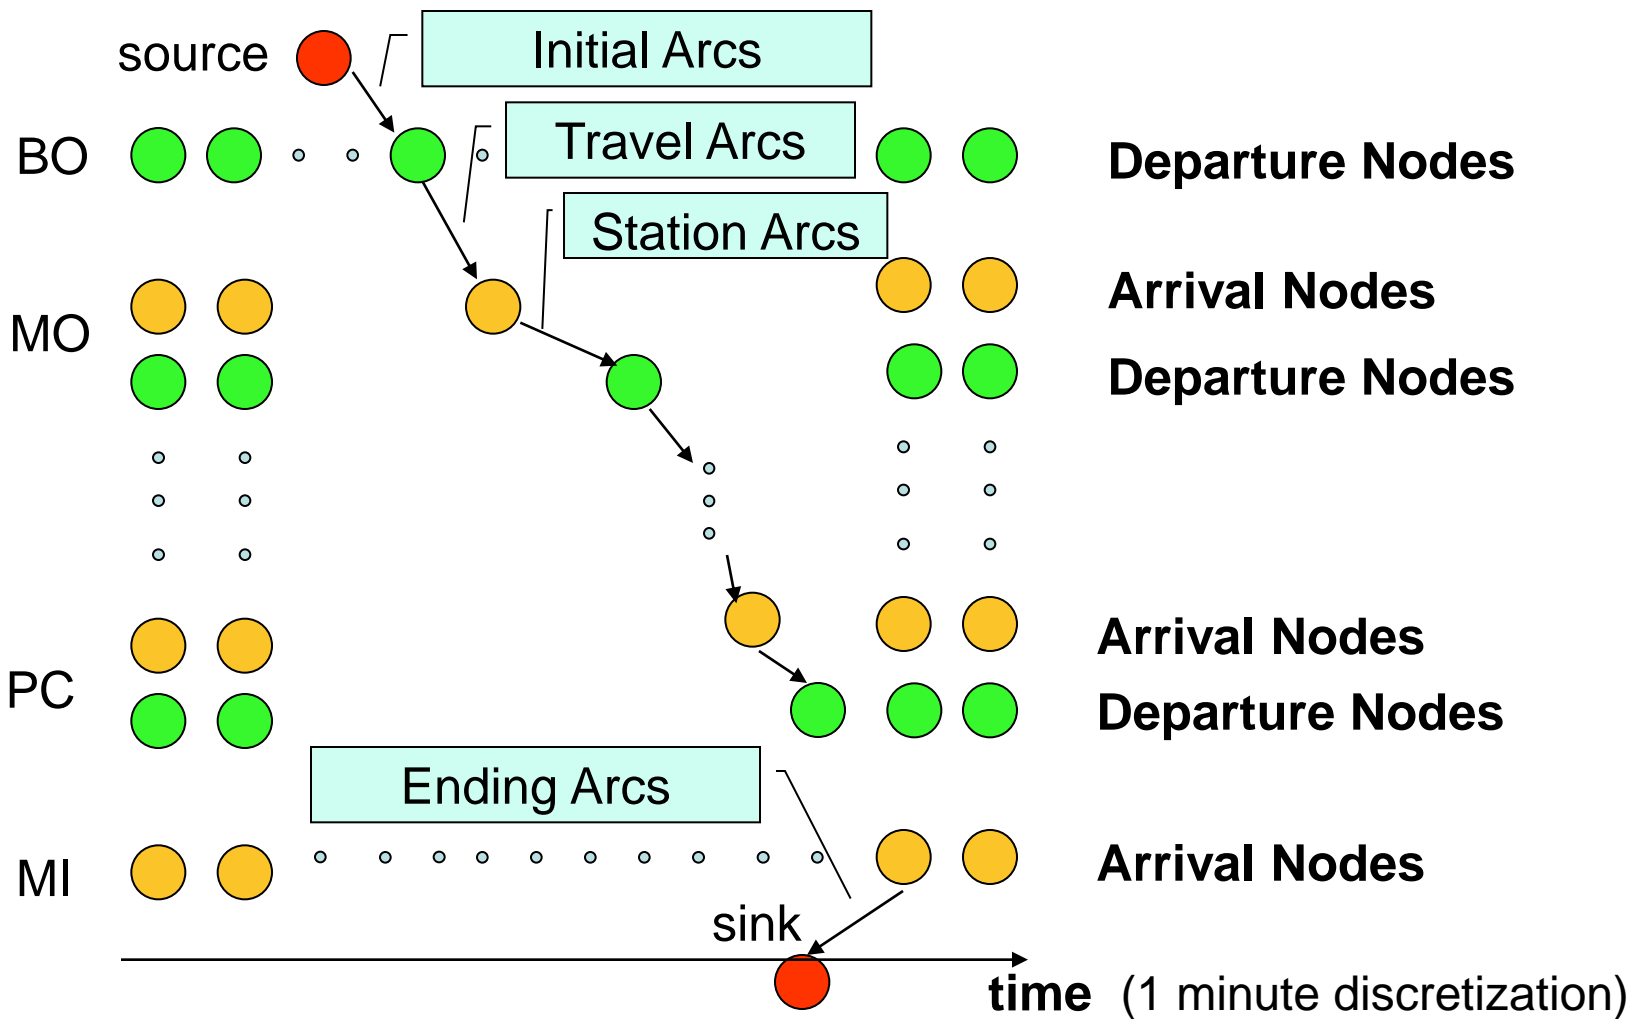 source
Initial Arcs
BO
Travel Arcs
Departure Nodes
Station Arcs
MO
Arrival Nodes
Departure Nodes
PC
Arrival Nodes
Departure Nodes
Ending Arcs
MI
Arrival Nodes
sink
time (1 minute discretization)